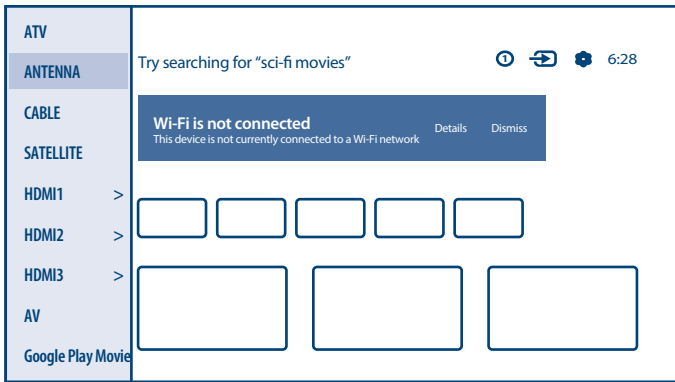 ATV
ANTENNA
CABLE
SATELLITE
HDMI1 >
HDMI2 >
HDMI3 >
AV
Google Play Movie
Try searching for “sci-fi movies”
1
6:28
Wi-Fi is not connected
This device is not currently connected to a Wi-Fi network
Details
Dismiss